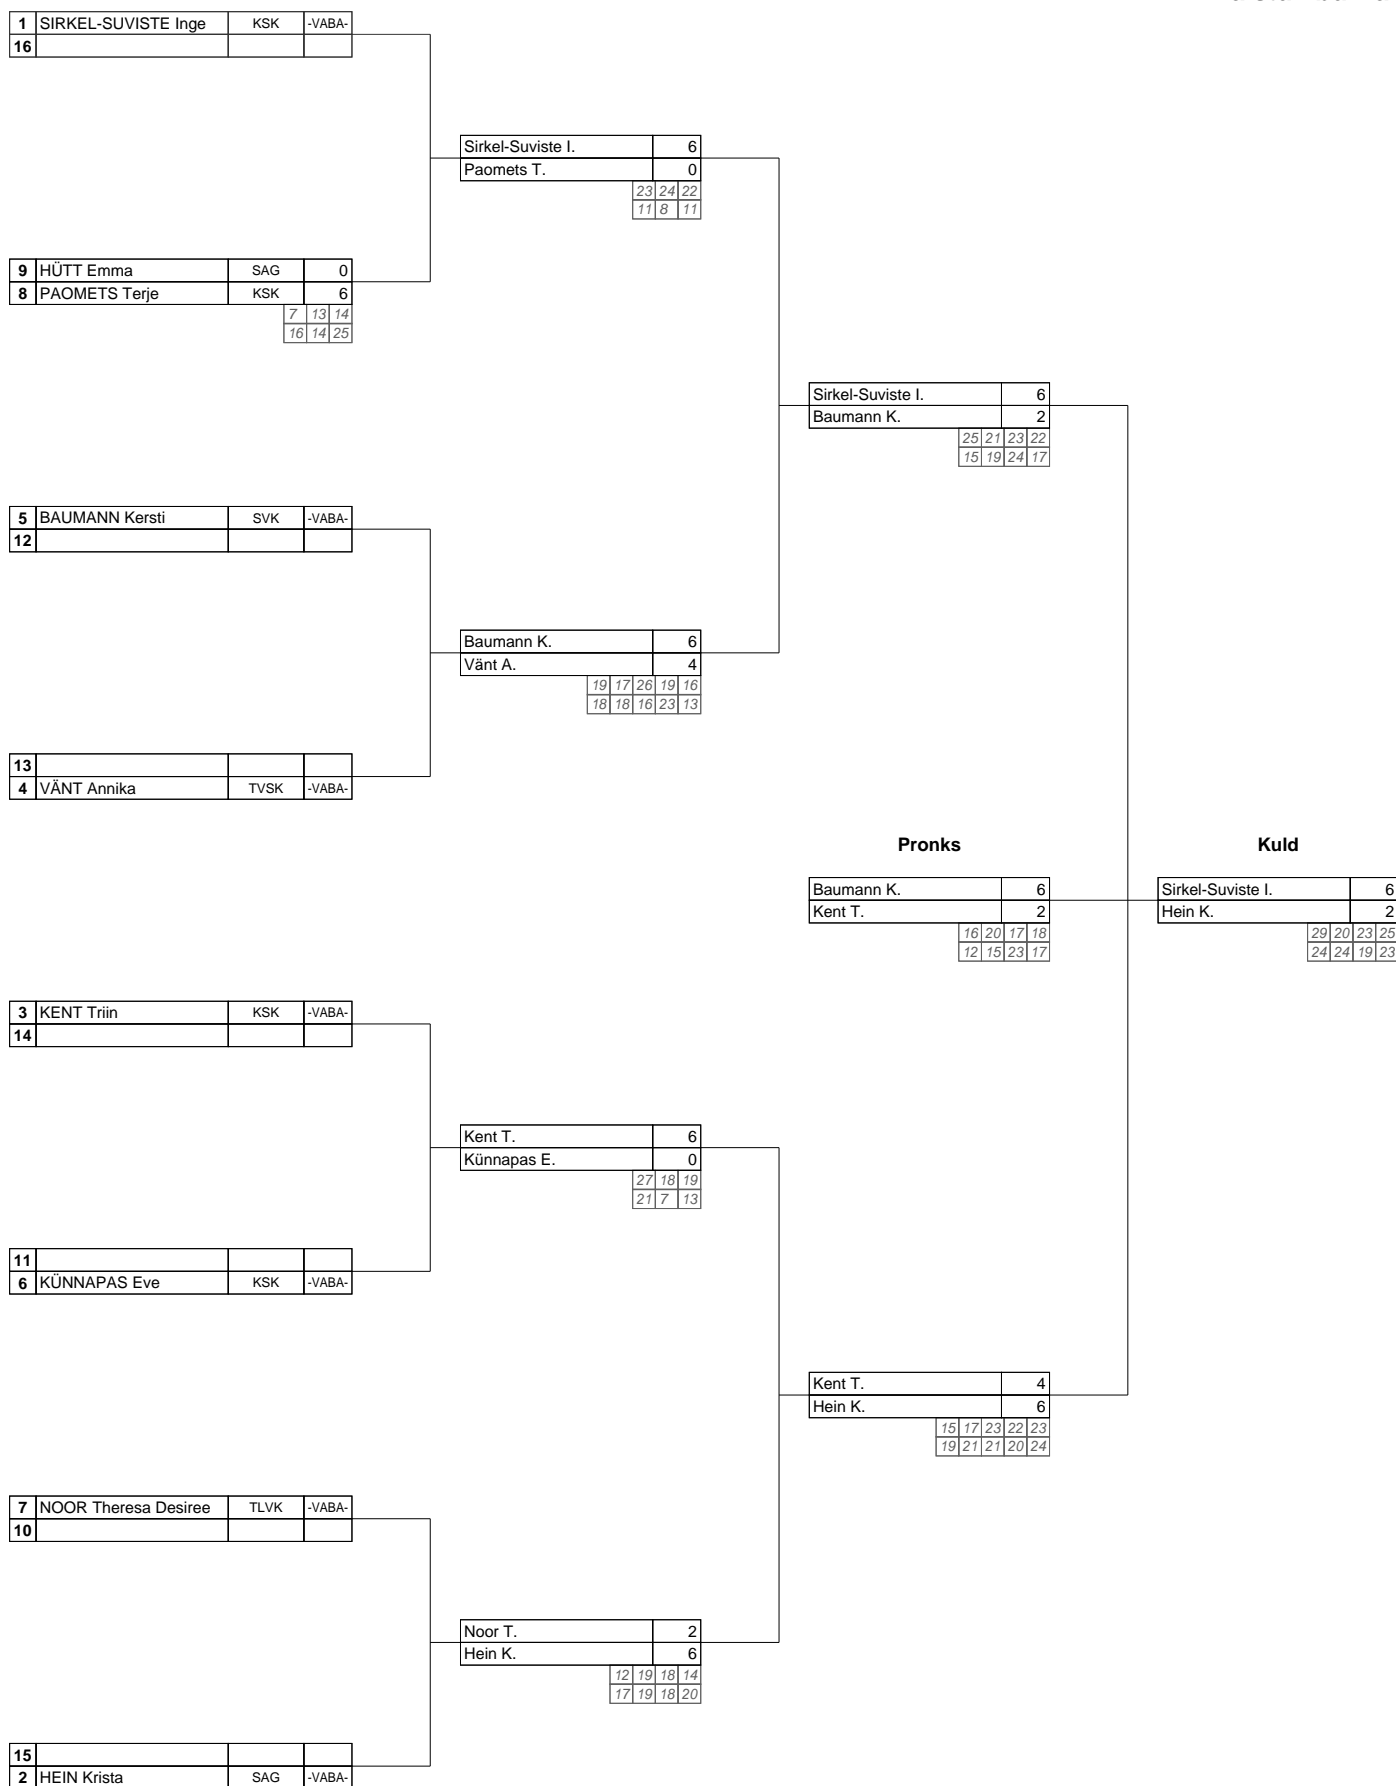 1 SIRKEL-SUVISTE Inge KSK -VABA-
16
Sirkel-Suviste I. 6
Paomets T. 0
23 24 22
11 8 11
9 HÜTT Emma SAG 0
8 PAOMETS Terje KSK 6
7 13 14
16 14 25
Sirkel-Suviste I. 6
Baumann K. 2
25 21 23 22
15 19 24 17
5 BAUMANN Kersti SVK -VABA-
12
Baumann K. 6
Vänt A. 4
19 17 26 19 16
18 18 16 23 13
13
4 VÄNT Annika TVSK -VABA-
Pronks Kuld
Baumann K. 6 Sirkel-Suviste I. 6
Kent T. 2 Hein K. 2
16 20 17 18 29 20 23 25
12 15 23 17 24 24 19 23
3 KENT Triin KSK -VABA-
14
Kent T. 6
Künnapas E. 0
27 18 19
21 7 13
11
6 KÜNNAPAS Eve KSK -VABA-
Kent T. 4
Hein K. 6
15 17 23 22 23
19 21 21 20 24
7 NOOR Theresa Desiree TLVK -VABA-
10
Noor T. 2
Hein K. 6
12 19 18 14
17 19 18 20
15
2 HEIN Krista SAG -VABA-